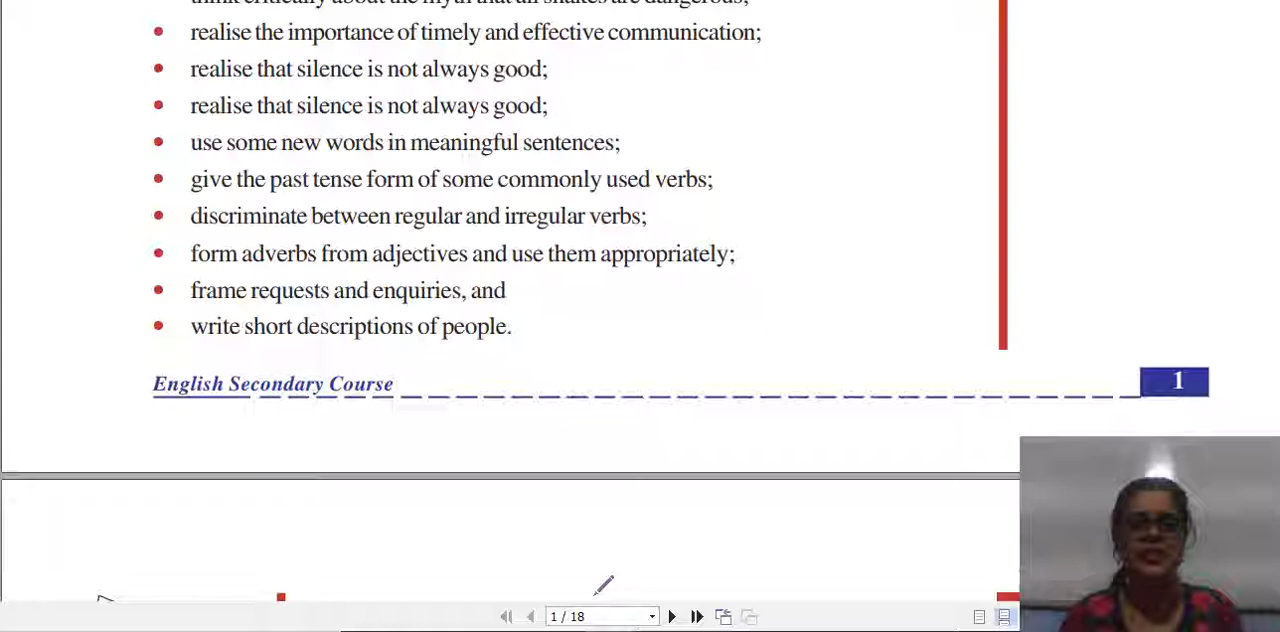 think critically about the myth that all snakes are dangerous;
realise the importance of timely and effective communication;
realise that silence is not always good;
realise that silence is not always good;
use some new words in meaningful sentences;
give the past tense form of some commonly used verbs;
discriminate between regular and irregular verbs;
form adverbs from adjectives and use them appropriately;
frame requests and enquiries, and
write short descriptions of people.
English Secondary Course
1
1 / 18